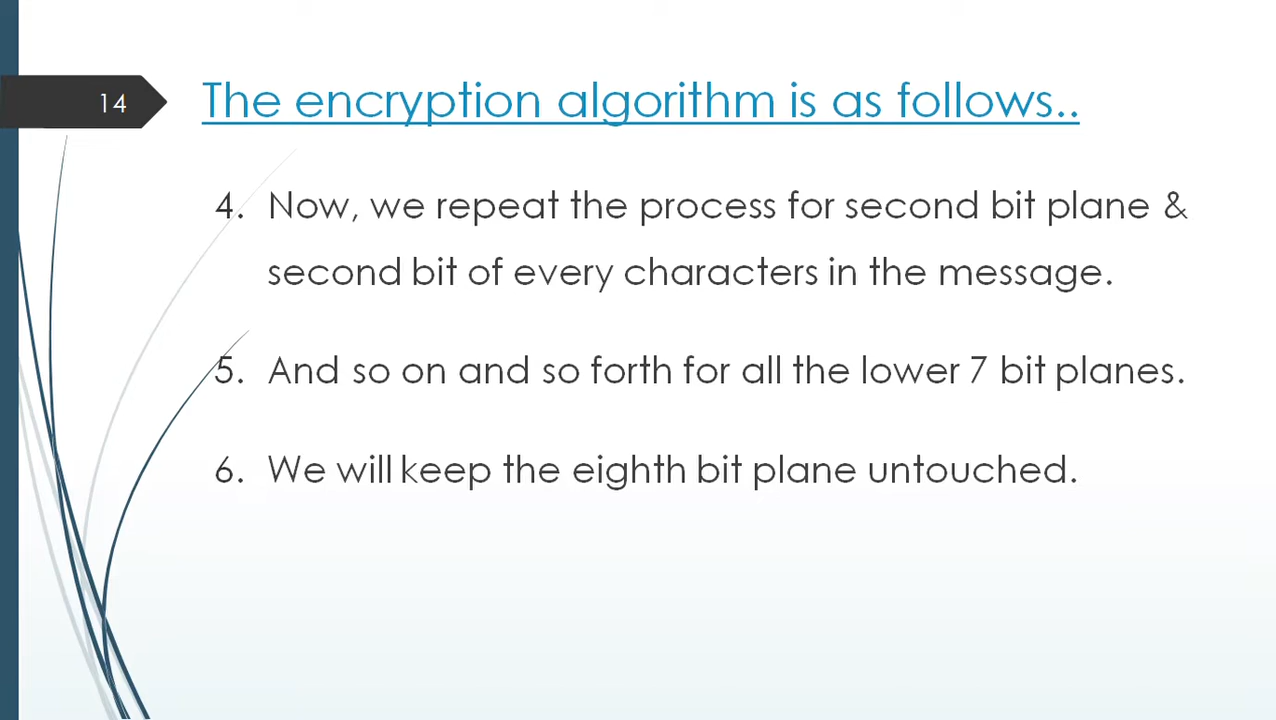 14
The encryption algorithm is as follows..
4. Now, we repeat the process for second bit plane &
second bit of every characters in the message.
5. And so on and so forth for all the lower 7 bit planes.
6. We will keep the eighth bit plane untouched.